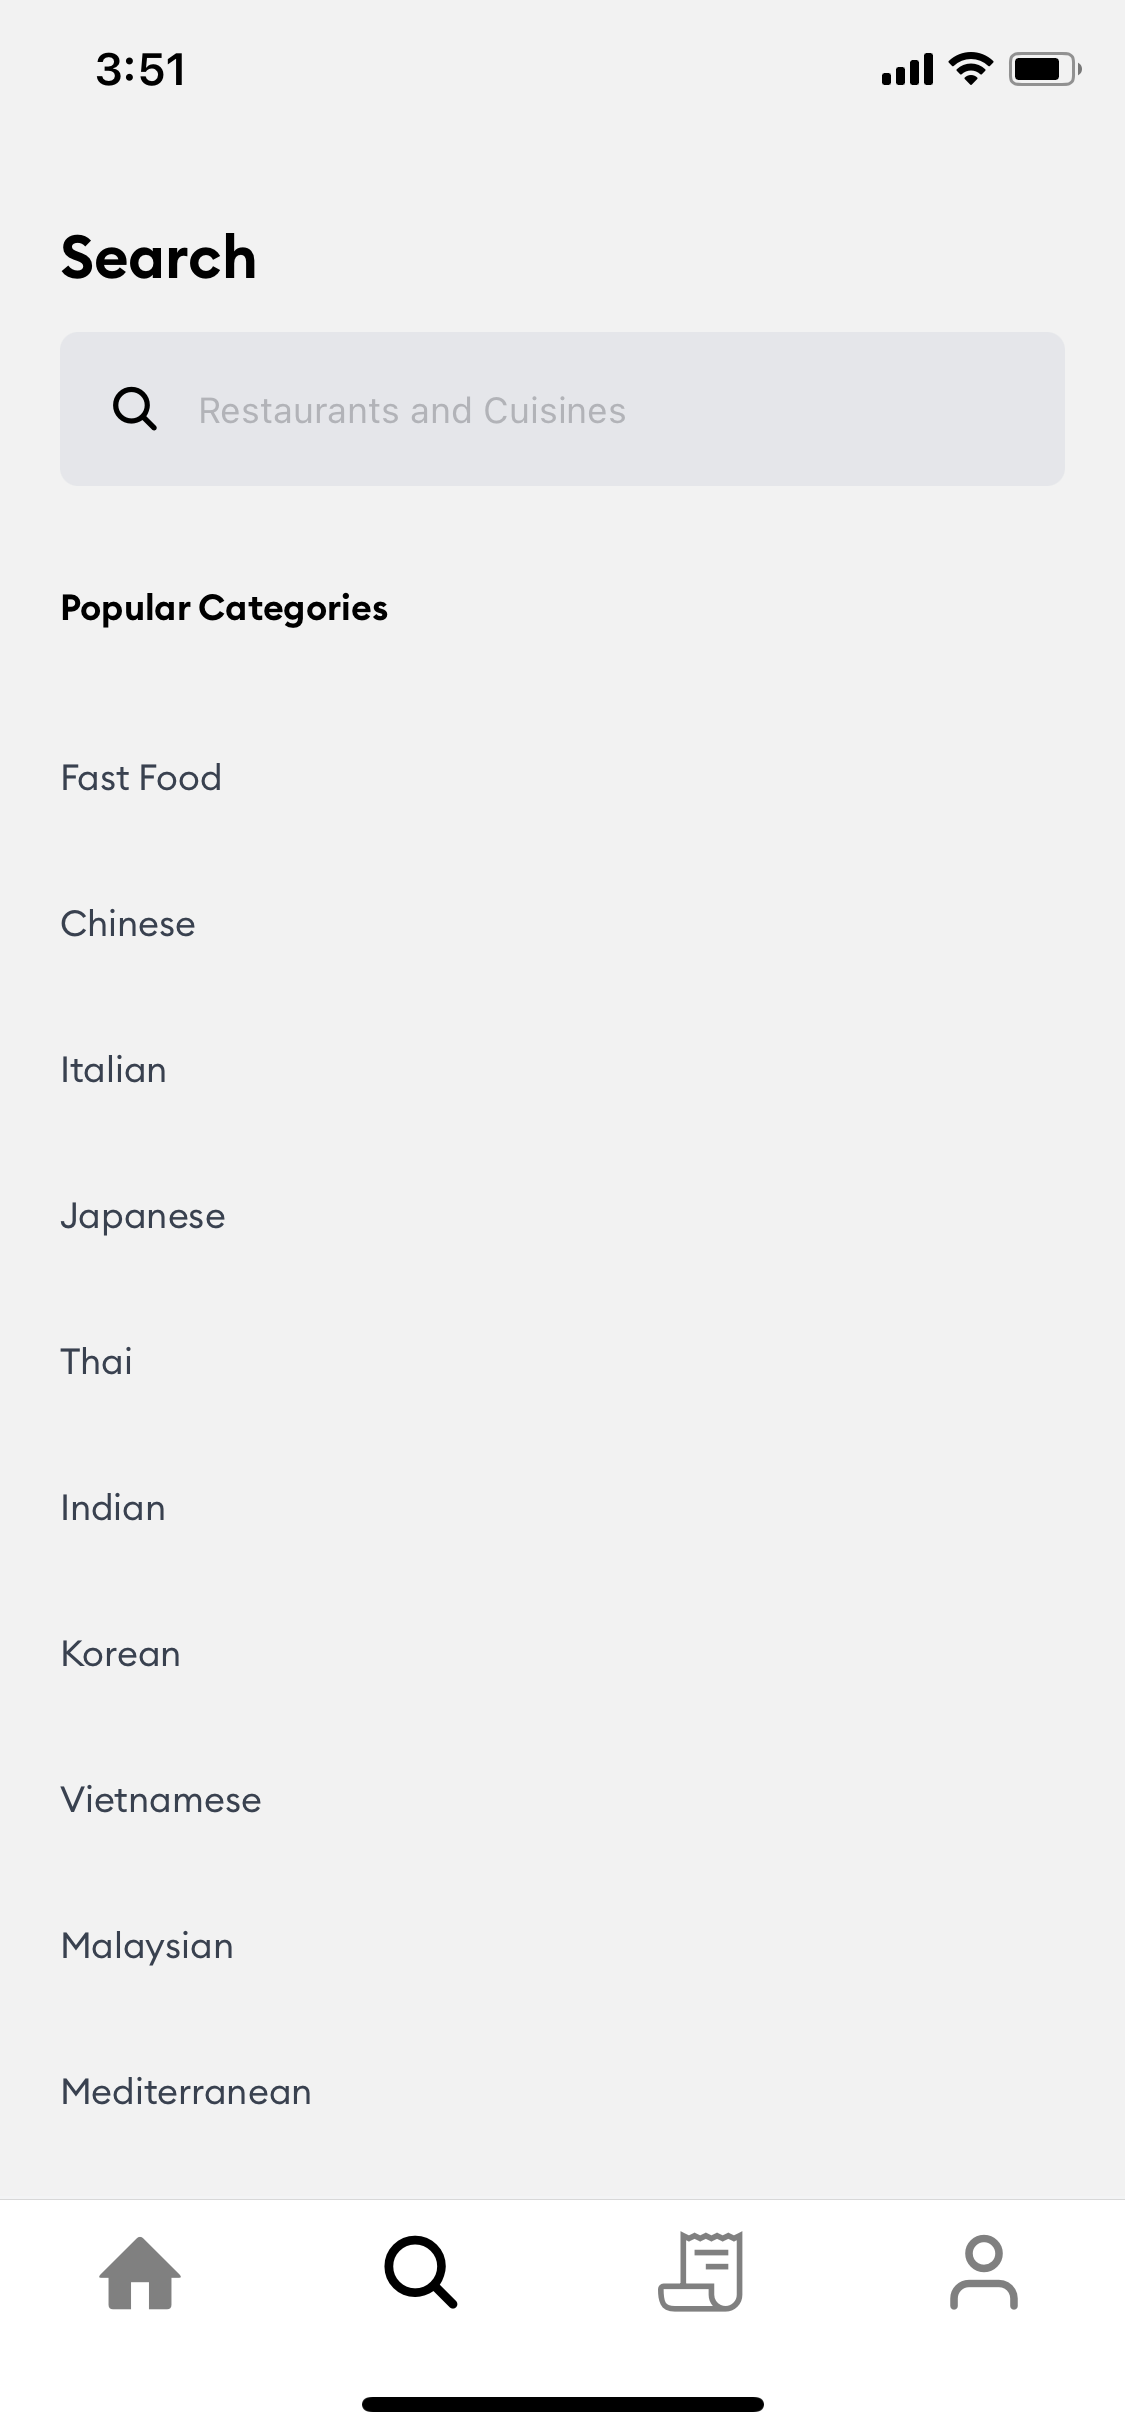 3:51
Search
Restaurants and Cuisines
Popular Categories
Fast Food
Chinese
Italian
Japanese
Thai
Indian
Korean
Vietnamese
Malaysian
Mediterranean